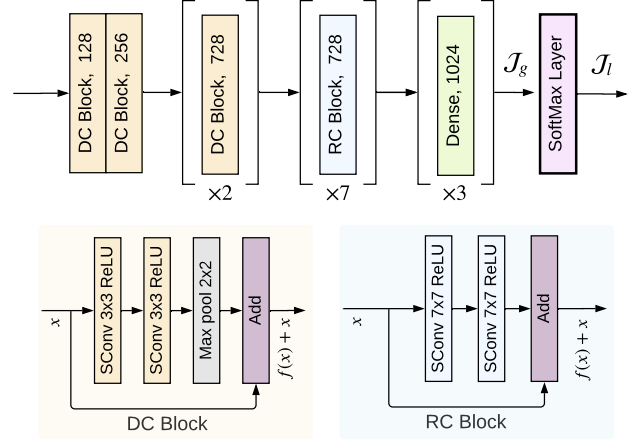 DC Block, 128
DC Block, 256
DC Block, 728
×2
RC Block, 728
×7
Dense, 1024
×3
𝒥g
SoftMax Layer
𝒥l
x
SConv 3x3 ReLU
SConv 3x3 ReLU
Max pool 2x2
Add
f(x) + x
DC Block
x
SConv 7x7 ReLU
SConv 7x7 ReLU
Add
f(x) + x
RC Block